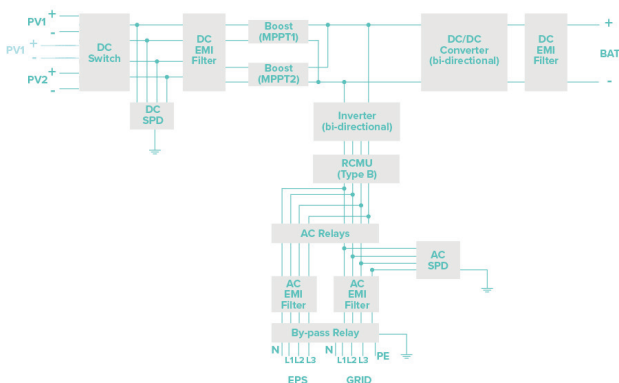 PV1 +
-
PV1 +
-
PV2 +
-
DC
Switch
DC
EMI
Filter
Boost
(MPPT1)
Boost
(MPPT2)
DC/DC
Converter
(bi-directional)
DC
EMI
Filter
+
BAT
-
DC
SPD
Inverter
(bi-directional)
RCMU
(Type B)
AC Relays
AC
SPD
AC
EMI
Filter
AC
EMI
Filter
By-pass Relay
N L1 L2 L3
N L1 L2 L3 PE
EPS
GRID